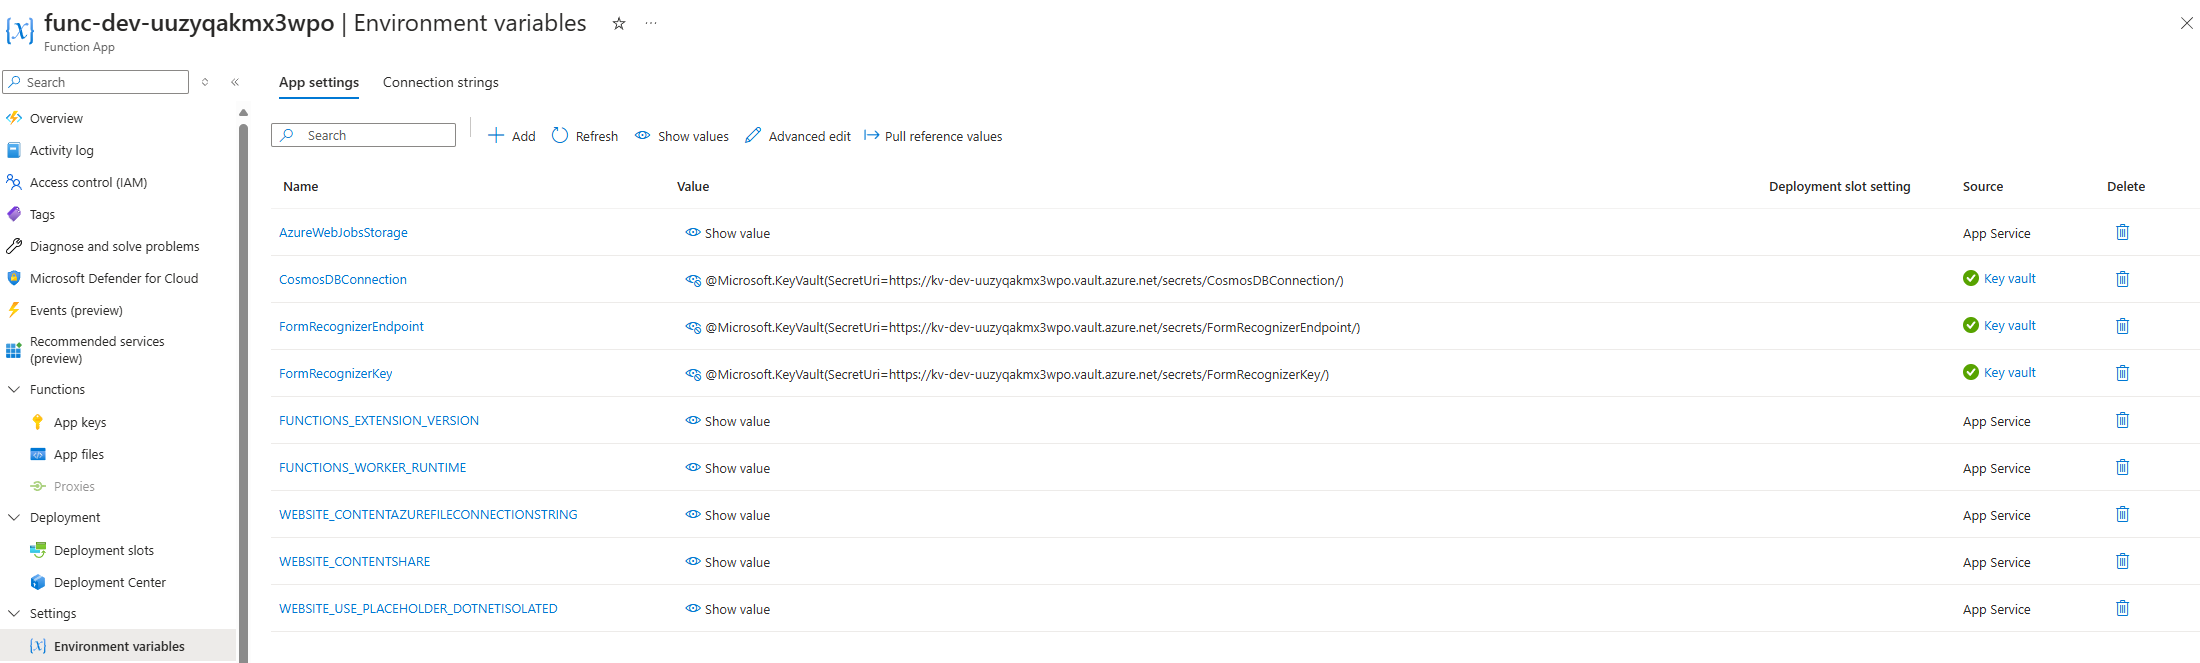 func-dev-uuzyqakmx3wpo | Environment variables
Function App
Search
Overview
Activity log
Access control (IAM)
Tags
Diagnose and solve problems
Microsoft Defender for Cloud
Events (preview)
Recommended services
(preview)
Functions
App keys
App files
Proxies
Deployment
Deployment slots
Deployment Center
Settings
Environment variables
App settings Connection strings
Search Add Refresh Show values Advanced edit Pull reference values
Name Value Deployment slot setting Source Delete
AzureWebJobsStorage Show value App Service
CosmosDBConnection @Microsoft.KeyVault(SecretUri=https://kv-dev-uuzyqakmx3wpo.vault.azure.net/secrets/CosmosDBConnection/) Key vault
FormRecognizerEndpoint @Microsoft.KeyVault(SecretUri=https://kv-dev-uuzyqakmx3wpo.vault.azure.net/secrets/FormRecognizerEndpoint/) Key vault
FormRecognizerKey @Microsoft.KeyVault(SecretUri=https://kv-dev-uuzyqakmx3wpo.vault.azure.net/secrets/FormRecognizerKey/) Key vault
FUNCTIONS_EXTENSION_VERSION Show value App Service
FUNCTIONS_WORKER_RUNTIME Show value App Service
WEBSITE_CONTENTAZUREFILECONNECTIONSTRING Show value App Service
WEBSITE_CONTENTSHARE Show value App Service
WEBSITE_USE_PLACEHOLDER_DOTNETISOLATED Show value App Service